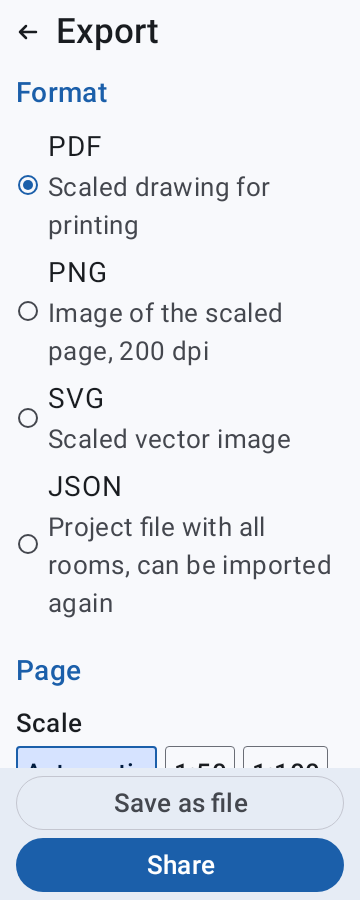 Export
Format
PDF
Scaled drawing for
printing
PNG
Image of the scaled
page, 200 dpi
SVG
Scaled vector image
JSON
Project file with all
rooms, can be imported
again
Page
Scale
Save as file
Share